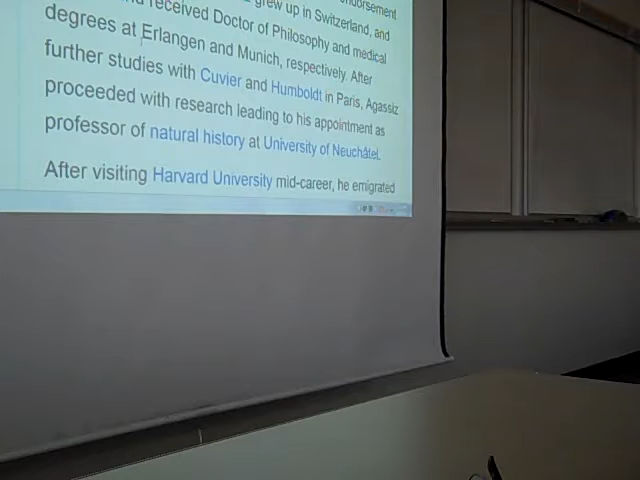 grew up in Switzerland, and
received Doctor of Philosophy and medical
degrees at Erlangen and Munich, respectively. After
further studies with Cuvier and Humboldt in Paris, Agassiz
proceeded with research leading to his appointment as
professor of natural history at University of Neuchâtel.
After visiting Harvard University mid-career, he emigrated